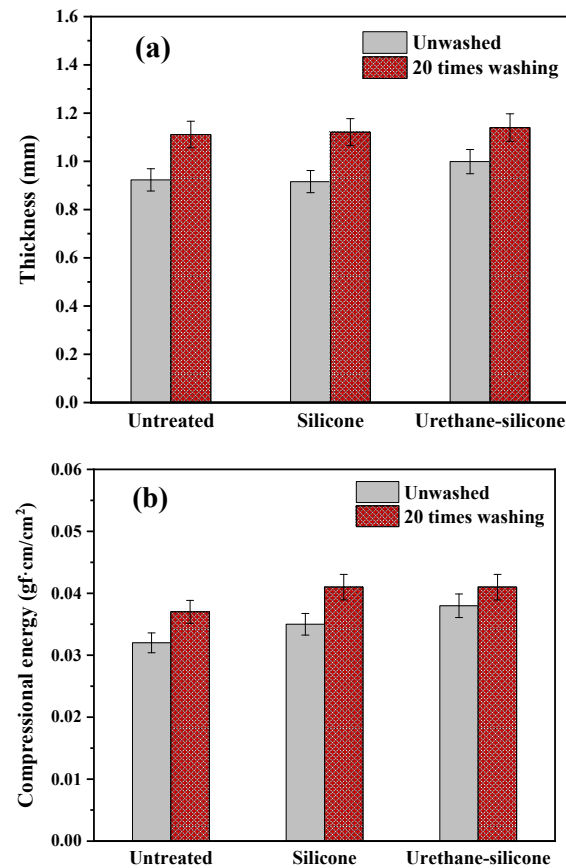 (a)
Unwashed
20 times washing
Thickness (mm)
1.6
1.4
1.2
1.0
0.8
0.6
0.4
0.2
0.0
Untreated Silicone Urethane-silicone
(b)
Unwashed
20 times washing
Compressional energy (gf·cm/cm²)
0.06
0.05
0.04
0.03
0.02
0.01
0.00
Untreated Silicone Urethane-silicone